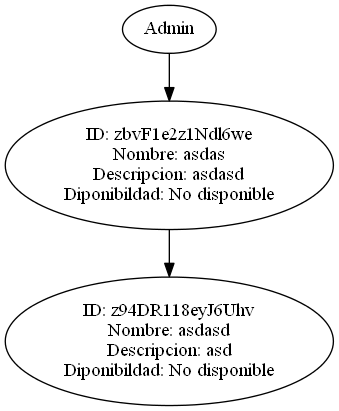 Admin
ID: zbvF1e2z1Ndl6we
Nombre: asdas
Descripcion: asdasd
Diponibildad: No disponible
ID: z94DR118eyJ6Uhv
Nombre: asdasd
Descripcion: asd
Diponibildad: No disponible